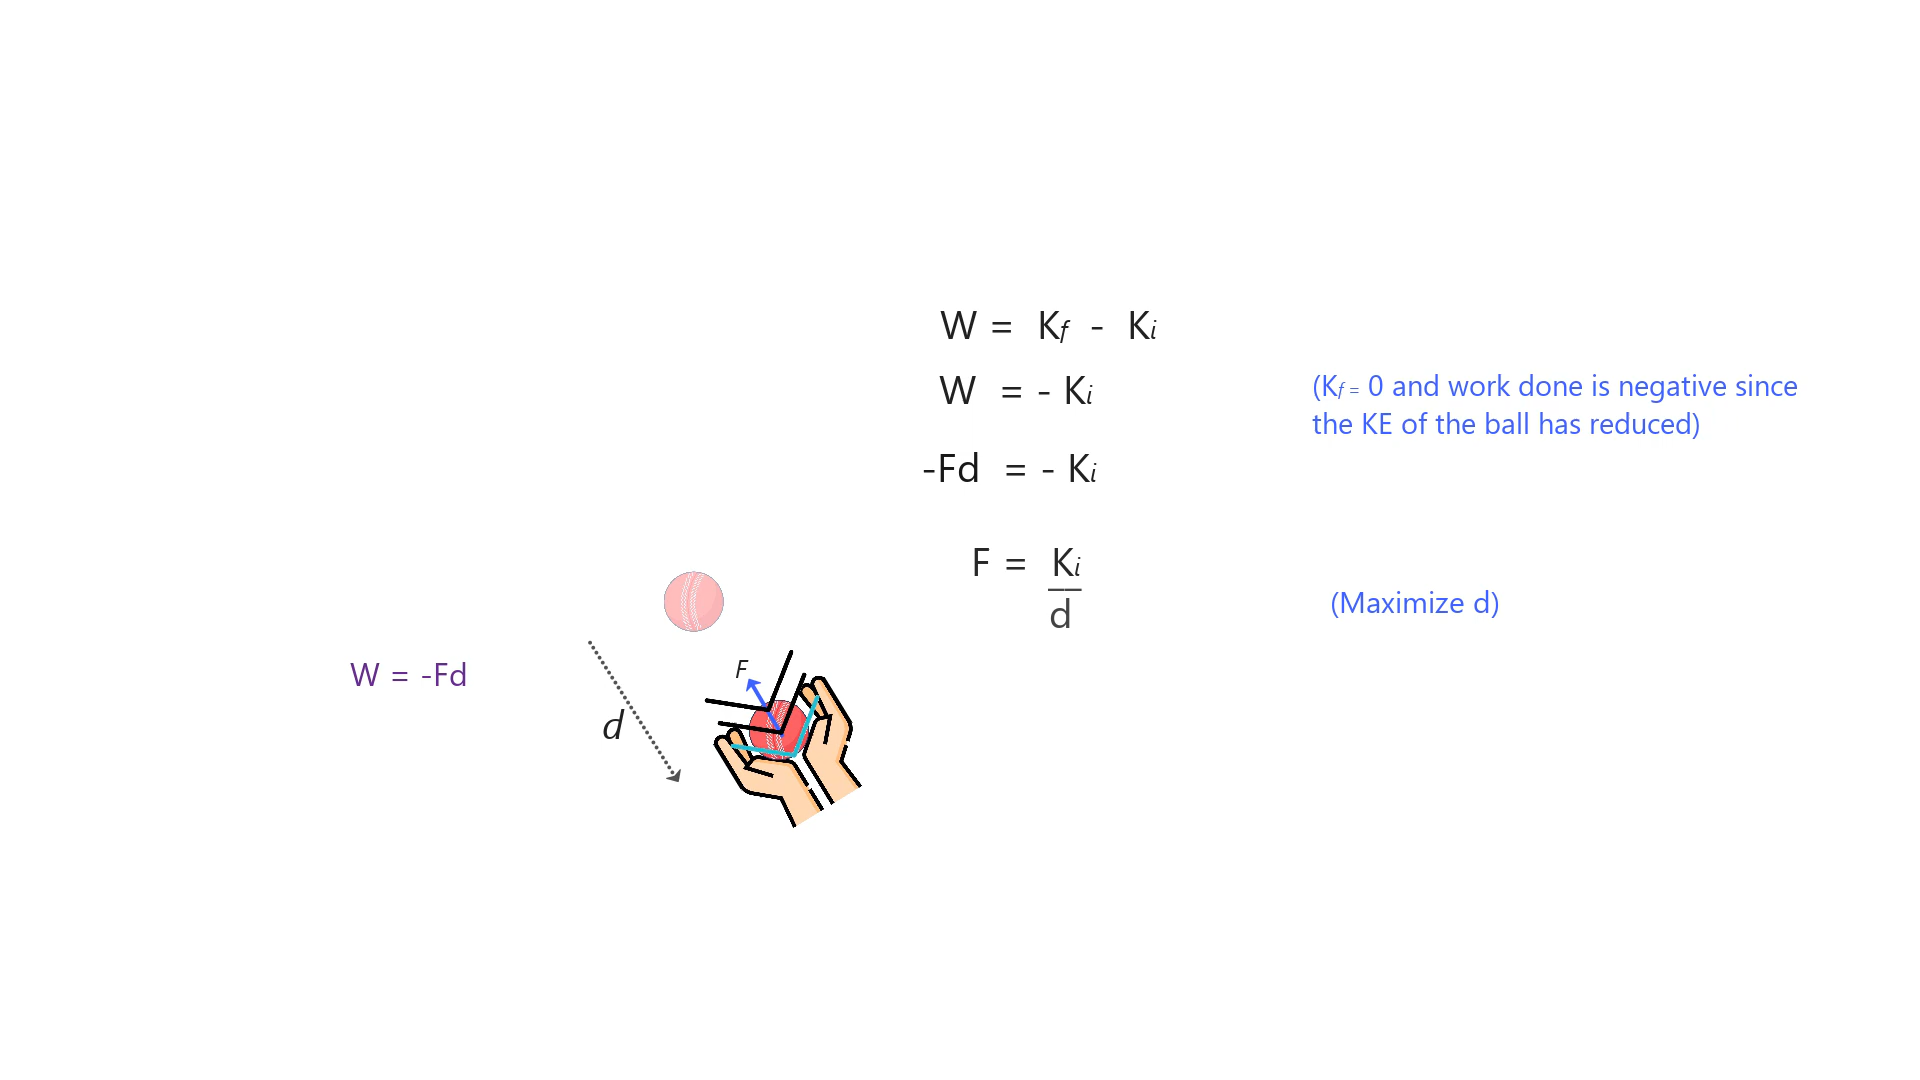 W = Kf - Ki
W = - Ki
(Kf = 0 and work done is negative since
the KE of the ball has reduced)
-Fd = - Ki
F = Ki
d
(Maximize d)
F
W = -Fd
d